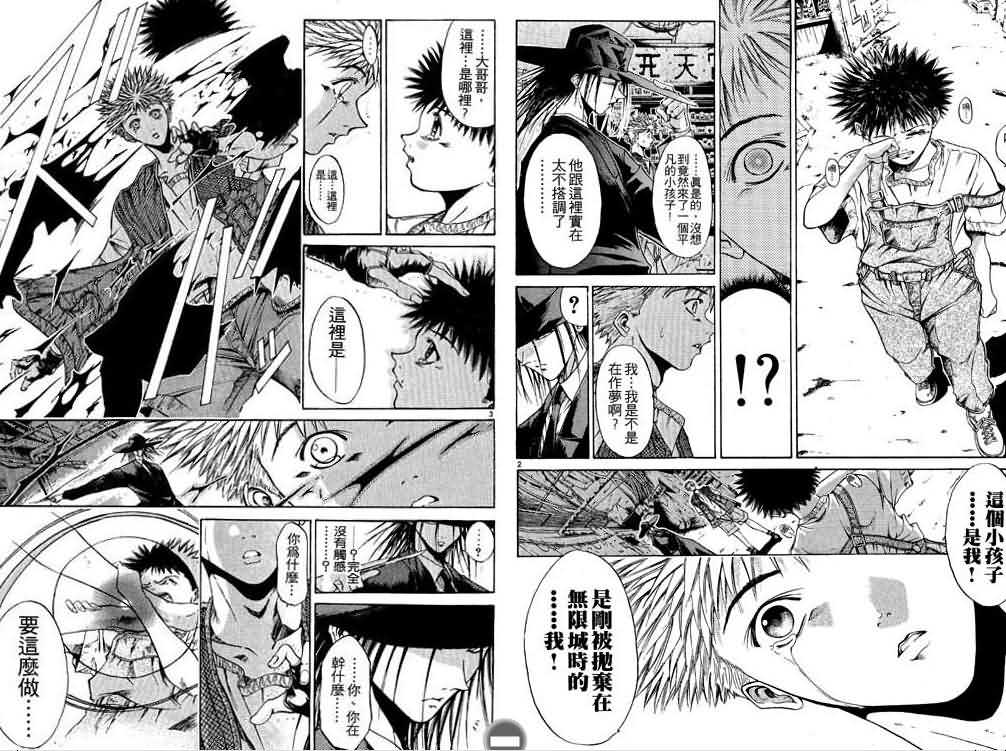 嗚
嗚
嗚
天
……真是的，沒想
到竟然來了一個平
凡的小孩子！
他跟這裡實在
太不搭調了
………
!?
我…我是不是
在作夢啊？
？
2
這個小孩子
……是我！
是剛被拋棄在
無限城時的
……我！
……大哥哥，
這裡…是哪裡？
……
這…這裡
是…
這裡是——
3
……？
——？完全
沒有觸感
………？
……你、你在
幹什麼……
你爲什麼…
要這麼做……